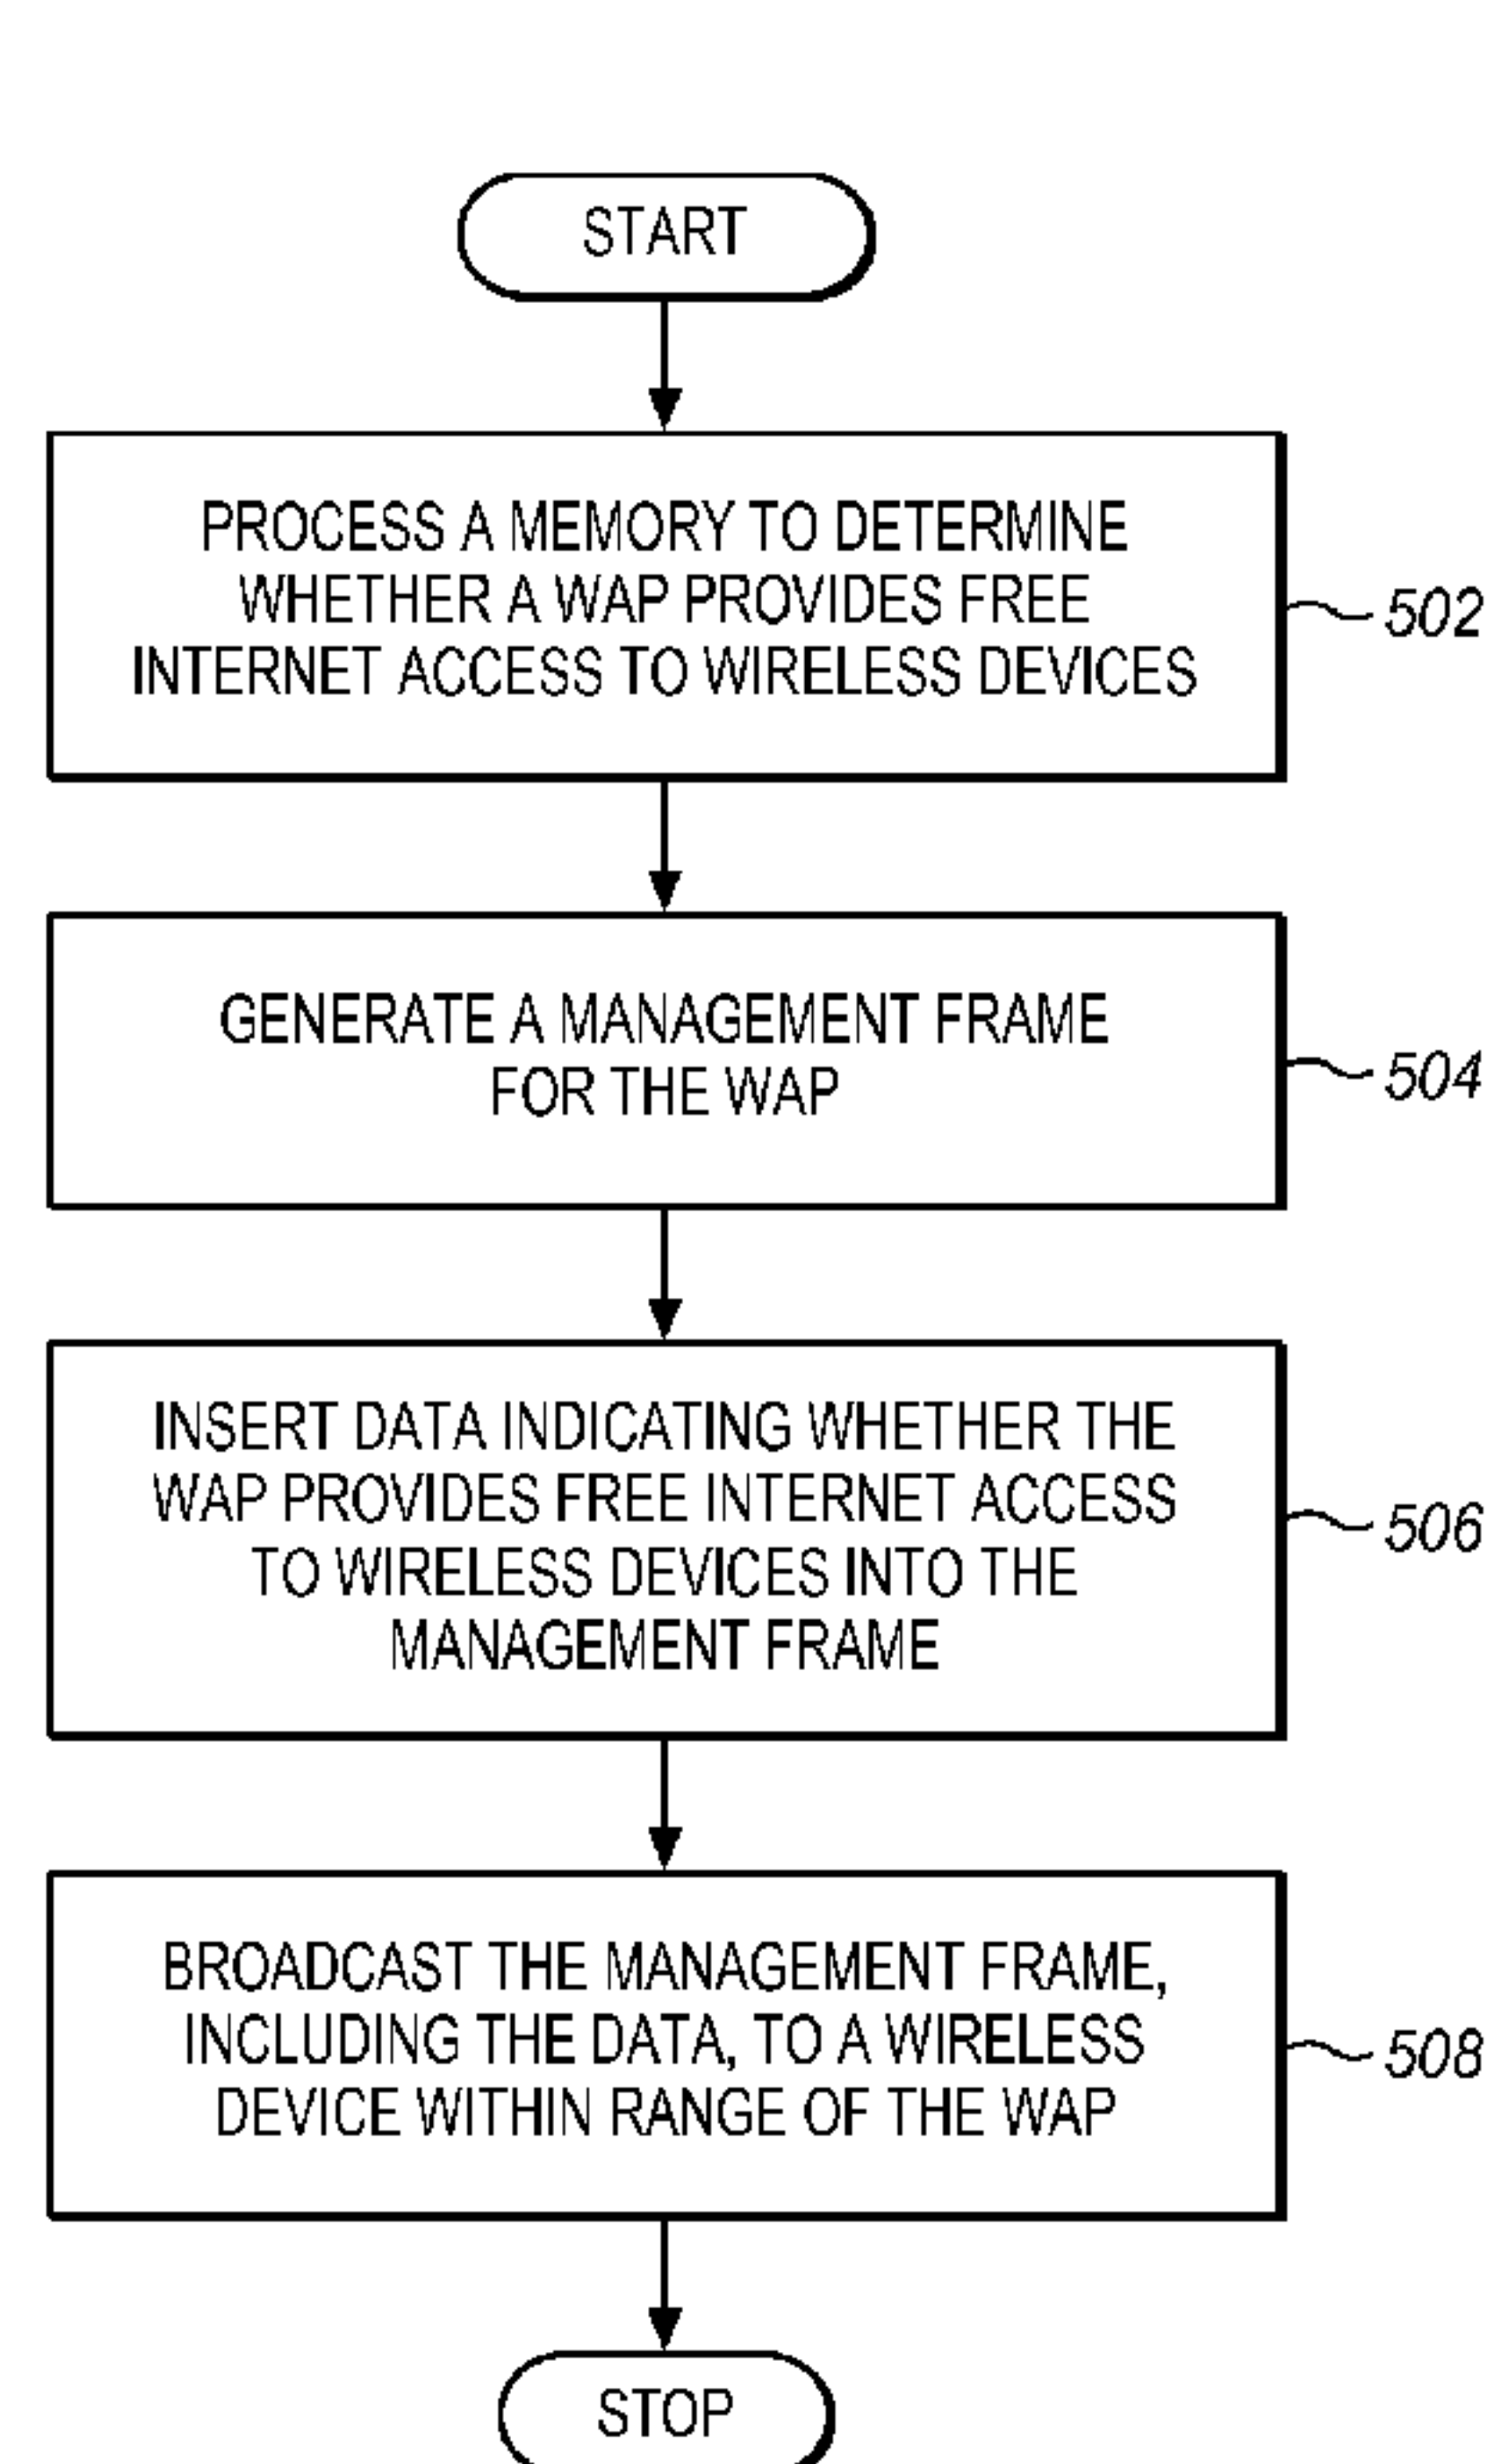 START
PROCESS A MEMORY TO DETERMINE
WHETHER A WAP PROVIDES FREE
INTERNET ACCESS TO WIRELESS DEVICES
502
GENERATE A MANAGEMENT FRAME
FOR THE WAP
504
INSERT DATA INDICATING WHETHER THE
WAP PROVIDES FREE INTERNET ACCESS
TO WIRELESS DEVICES INTO THE
MANAGEMENT FRAME
506
BROADCAST THE MANAGEMENT FRAME,
INCLUDING THE DATA, TO A WIRELESS
DEVICE WITHIN RANGE OF THE WAP
508
STOP